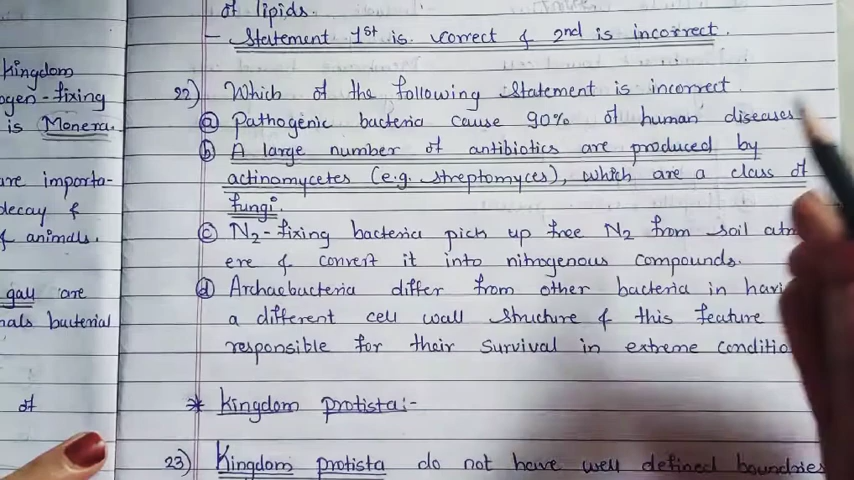 of lipids.
- Statement 1st is correct & 2nd is incorrect.
Kingdom
ogen-fixing
is Monera.
are importa-
decay &
& animals.
gall are
nals bacterial
of
22) Which of the following statement is incorrect.
a Pathogenic bacteria cause 90% of human diseases.
b A large number of antibiotics are produced by
actinomycetes (e.g. streptomyces), which are a class of
fungi.
c N2-fixing bacteria pick up free N2 from soil atm
ere & convert it into nitrogenous compounds.
d Archaebacteria differ from other bacteria in havi
a different cell wall structure & this feature
responsible for their survival in extreme conditio
* Kingdom protista:-
23) Kingdom protista do not have well defined boundries